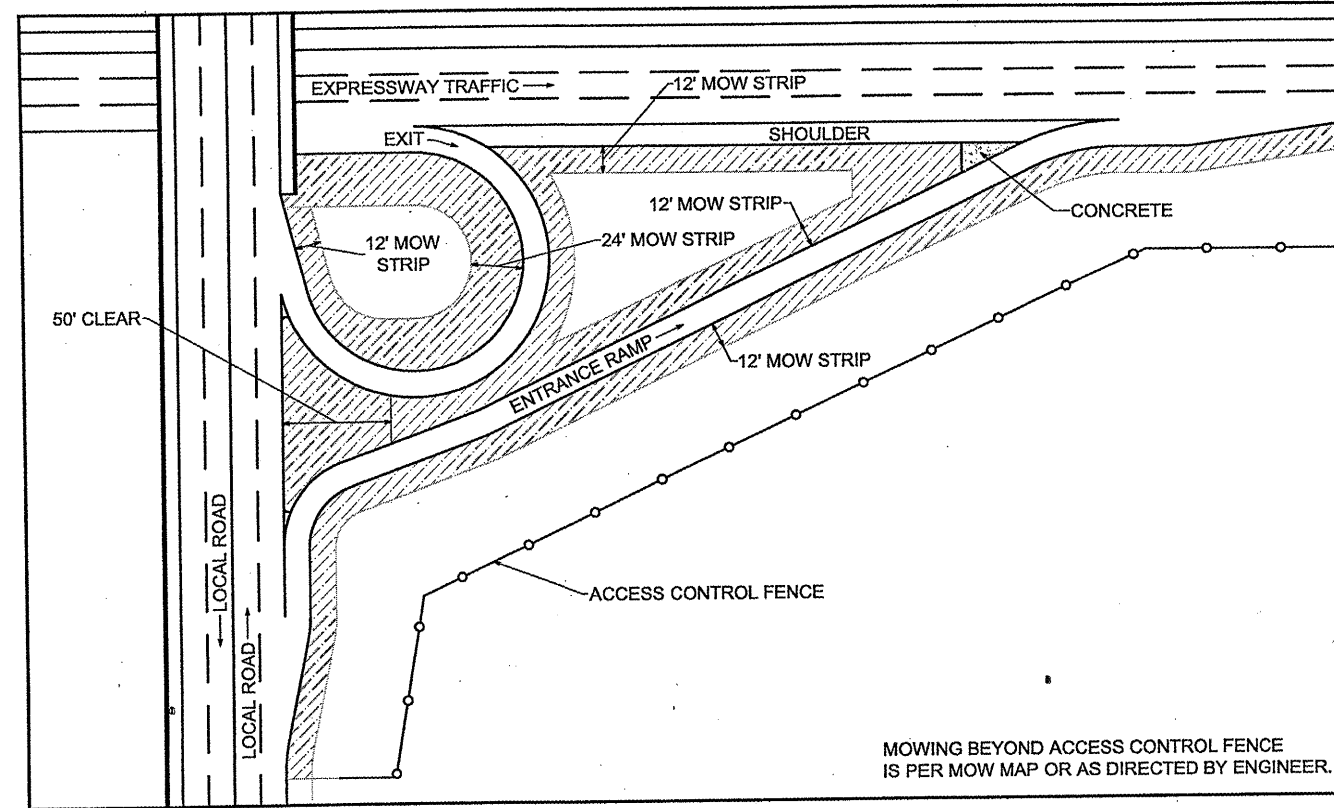 EXPRESSWAY TRAFFIC
12' MOW STRIP
EXIT
SHOULDER
12' MOW STRIP
CONCRETE
12' MOW
STRIP
24' MOW STRIP
50' CLEAR
12' MOW STRIP
ENTRANCE RAMP
LOCAL ROAD
LOCAL ROAD
ACCESS CONTROL FENCE
MOWING BEYOND ACCESS CONTROL FENCE
IS PER MOW MAP OR AS DIRECTED BY ENGINEER.